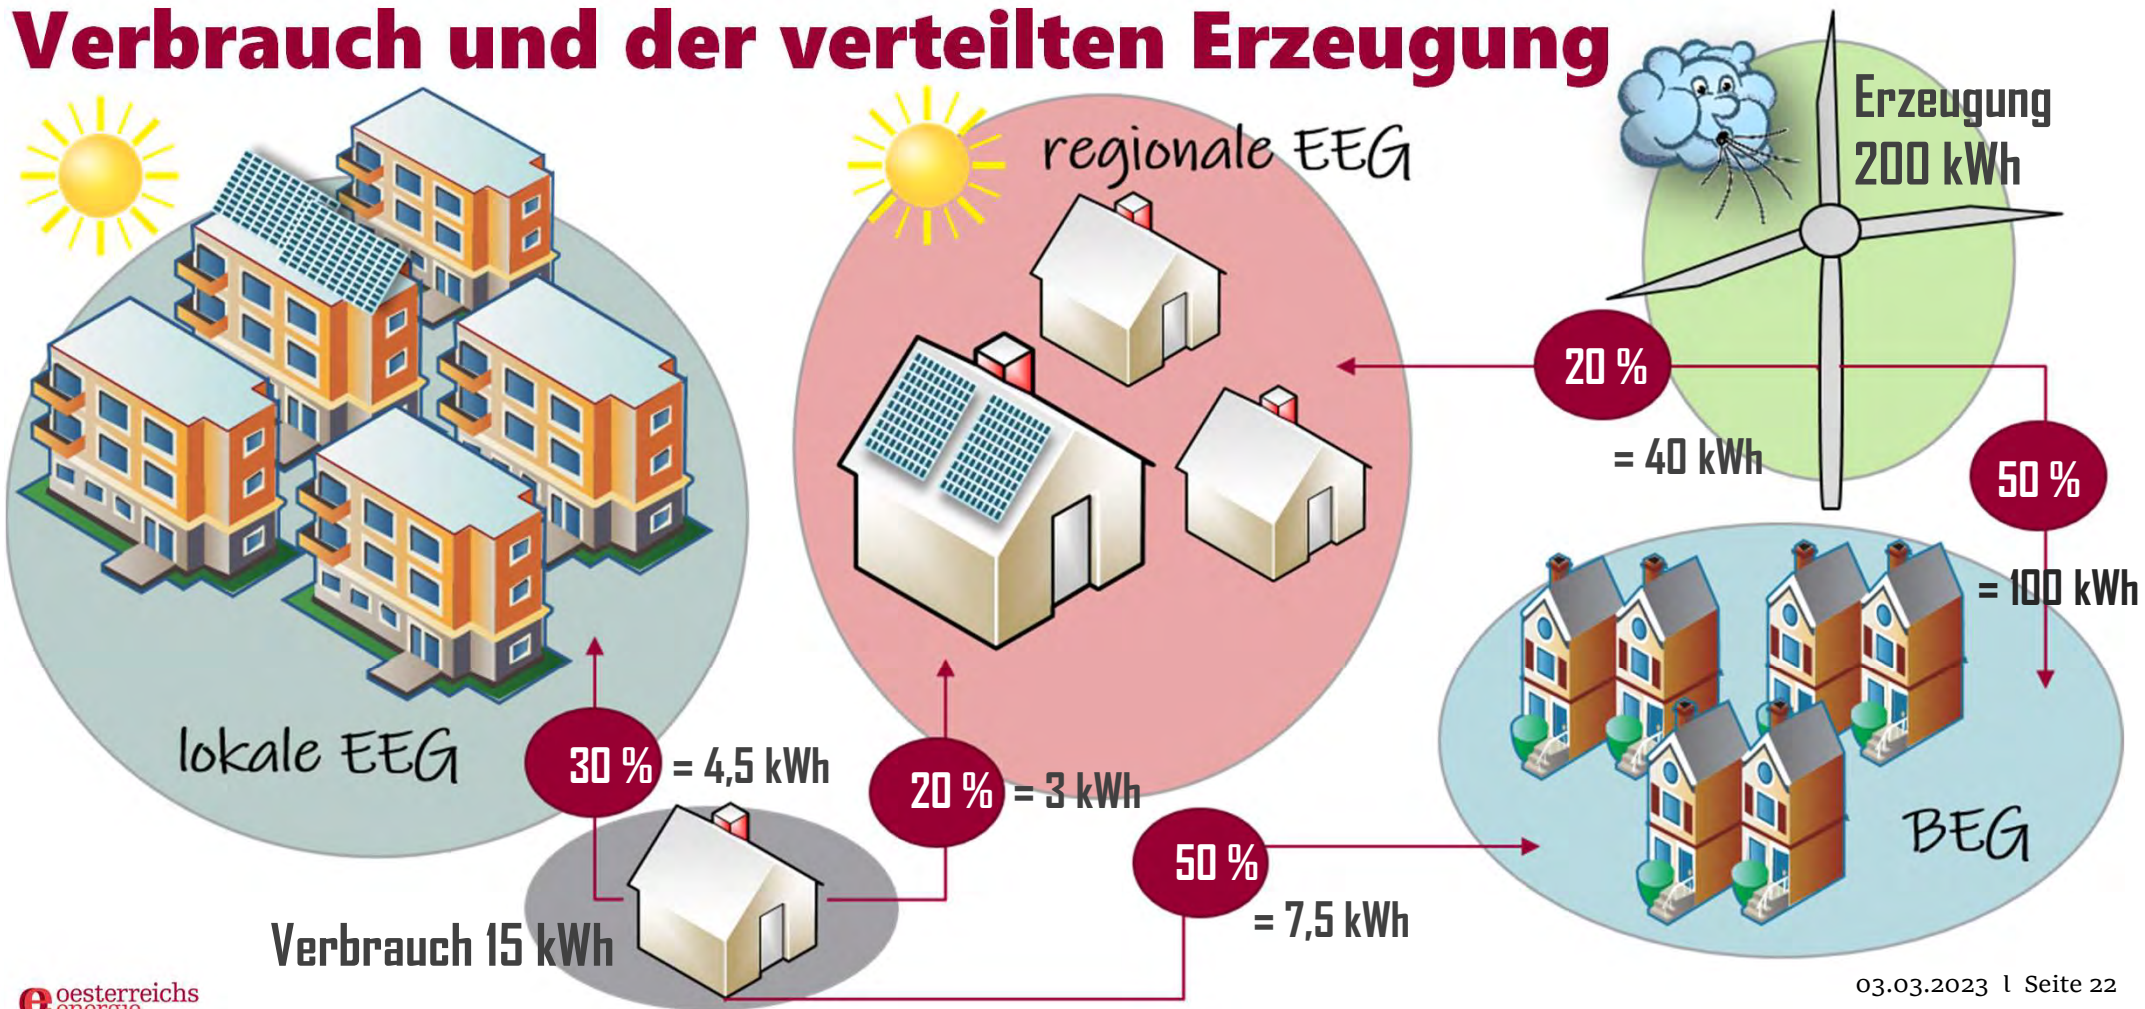 Verbrauch und der verteilten Erzeugung
Erzeugung
200 kWh
regionale EEG
20 %
= 40 kWh
50 %
= 100 kWh
lokale EEG
30 %
= 4,5 kWh
20 %
= 3 kWh
50 %
= 7,5 kWh
BEG
Verbrauch 15 kWh
oesterreichs
energie
03.03.2023 l Seite 22